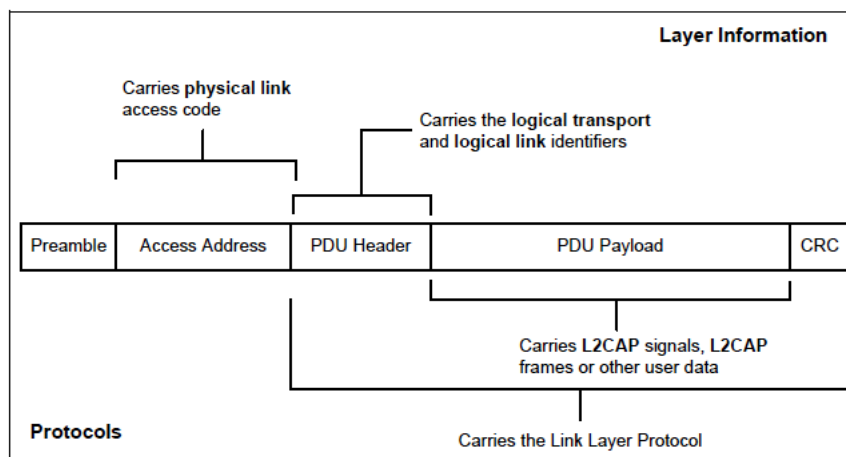 Layer Information
Carries physical link
access code
Carries the logical transport
and logical link identifiers
Preamble
Access Address
PDU Header
PDU Payload
CRC
Carries L2CAP signals, L2CAP
frames or other user data
Protocols
Carries the Link Layer Protocol